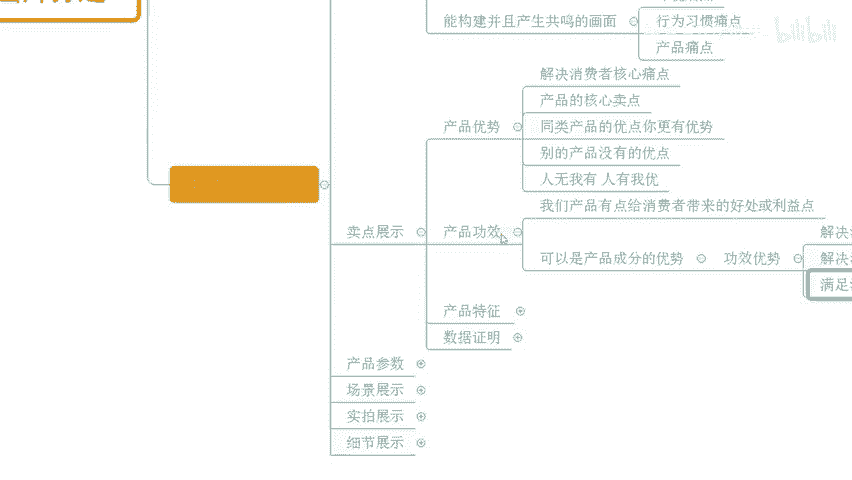 能构建并且产生共鸣的画面
行为习惯痛点
bilibili
产品痛点
解决消费者核心痛点
产品的核心卖点
产品优势
同类产品的优点你更有优势
别的产品没有的优点
人无我有 人有我优
我们产品有点给消费者带来的好处或利益点
卖点展示
产品功效
可以是产品成分的优势
功效优势
解决
解决
满足
产品特征
数据证明
产品参数
场景展示
实拍展示
细节展示